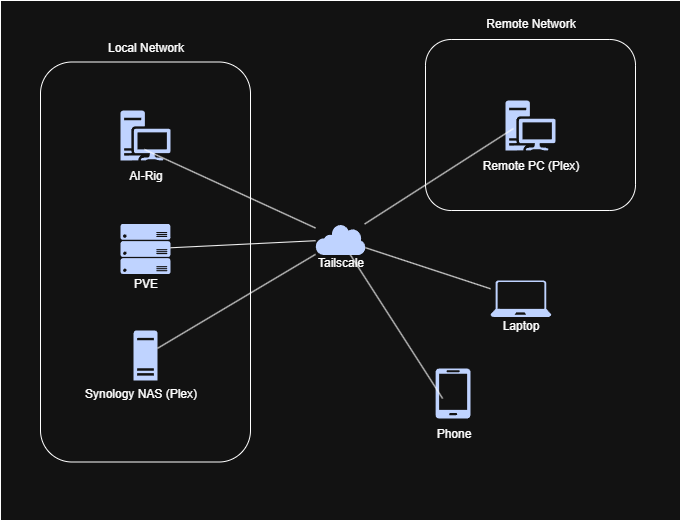 Remote Network
Local Network
AI-Rig
Remote PC (Plex)
Tailscale
PVE
Laptop
Synology NAS (Plex)
Phone